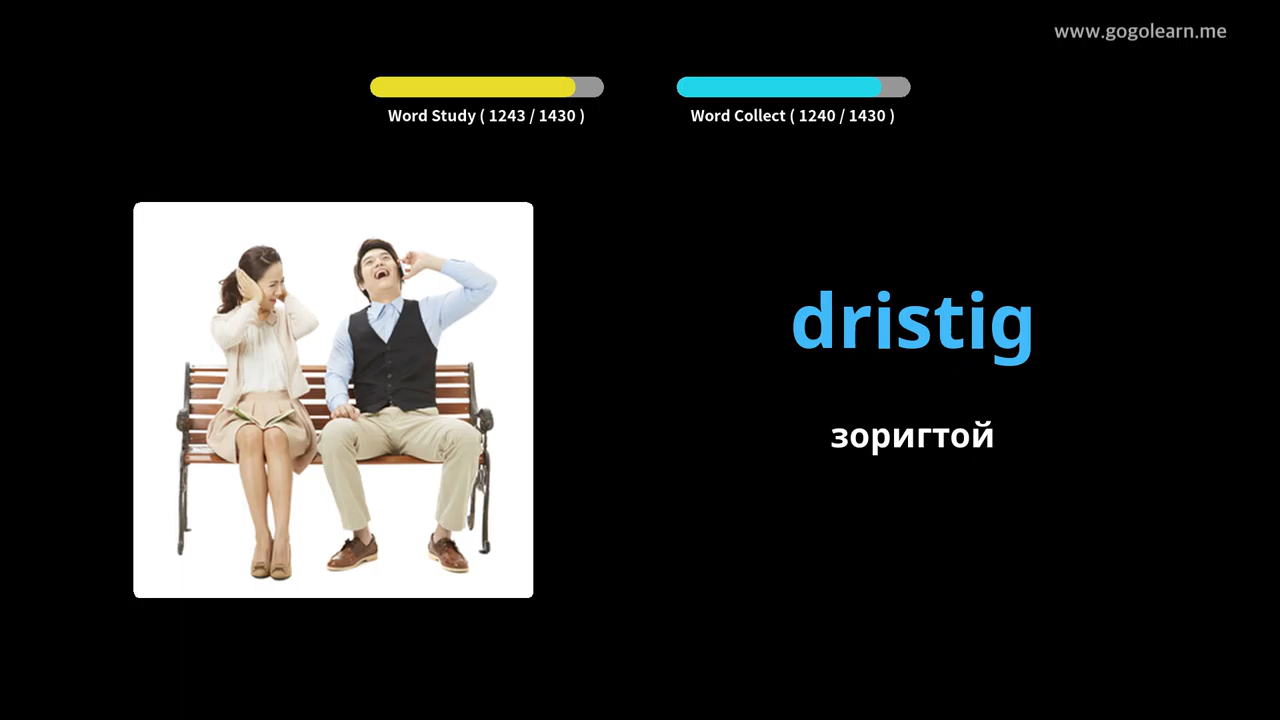 www.gogolearn.me
Word Study ( 1243 / 1430 )
Word Collect ( 1240 / 1430 )
dristig
зоригтой